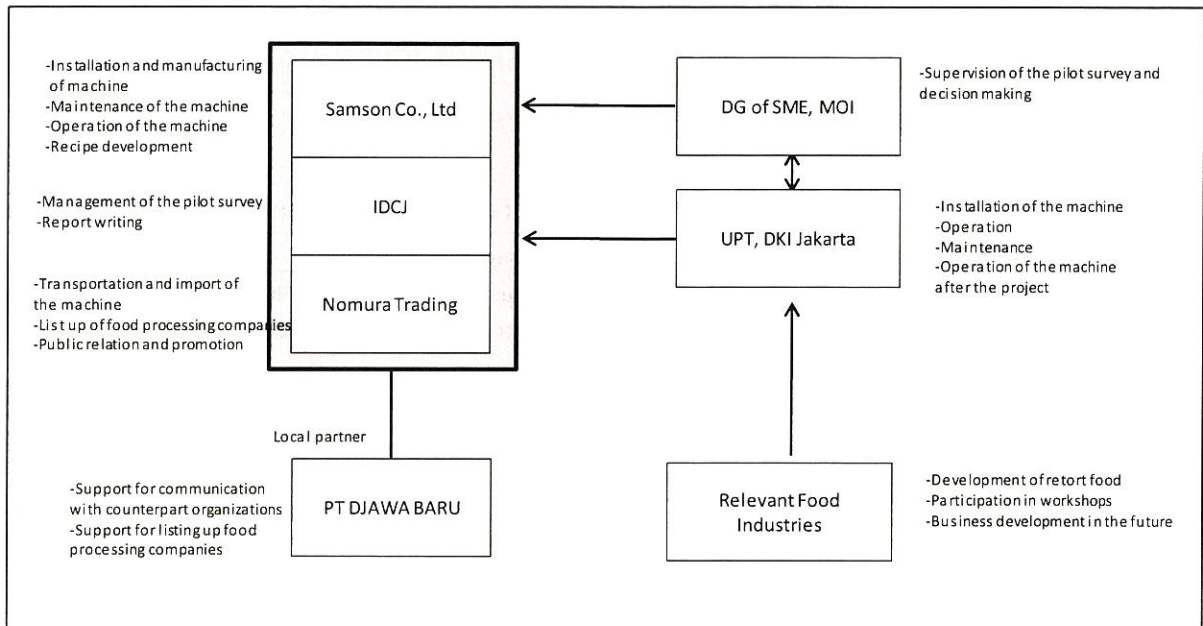 -Installation and manufacturing
of machine
-Maintenance of the machine
-Operation of the machine
-Recipe development
Samson Co., Ltd
DG of SME, MOI
-Supervision of the pilot survey and
decision making
-Management of the pilot survey
-Report writing
IDCJ
UPT, DKI Jakarta
-Installation of the machine
-Operation
-Maintenance
-Operation of the machine
after the project
-Transportation and import of
the machine
-List up of food processing companies
-Public relation and promotion
Nomura Trading
Local partner
-Support for communication
with counterpart organizations
-Support for listing up food
processing companies
PT DJAWA BARU
Relevant Food
Industries
-Development of retort food
-Participation in workshops
-Business development in the future